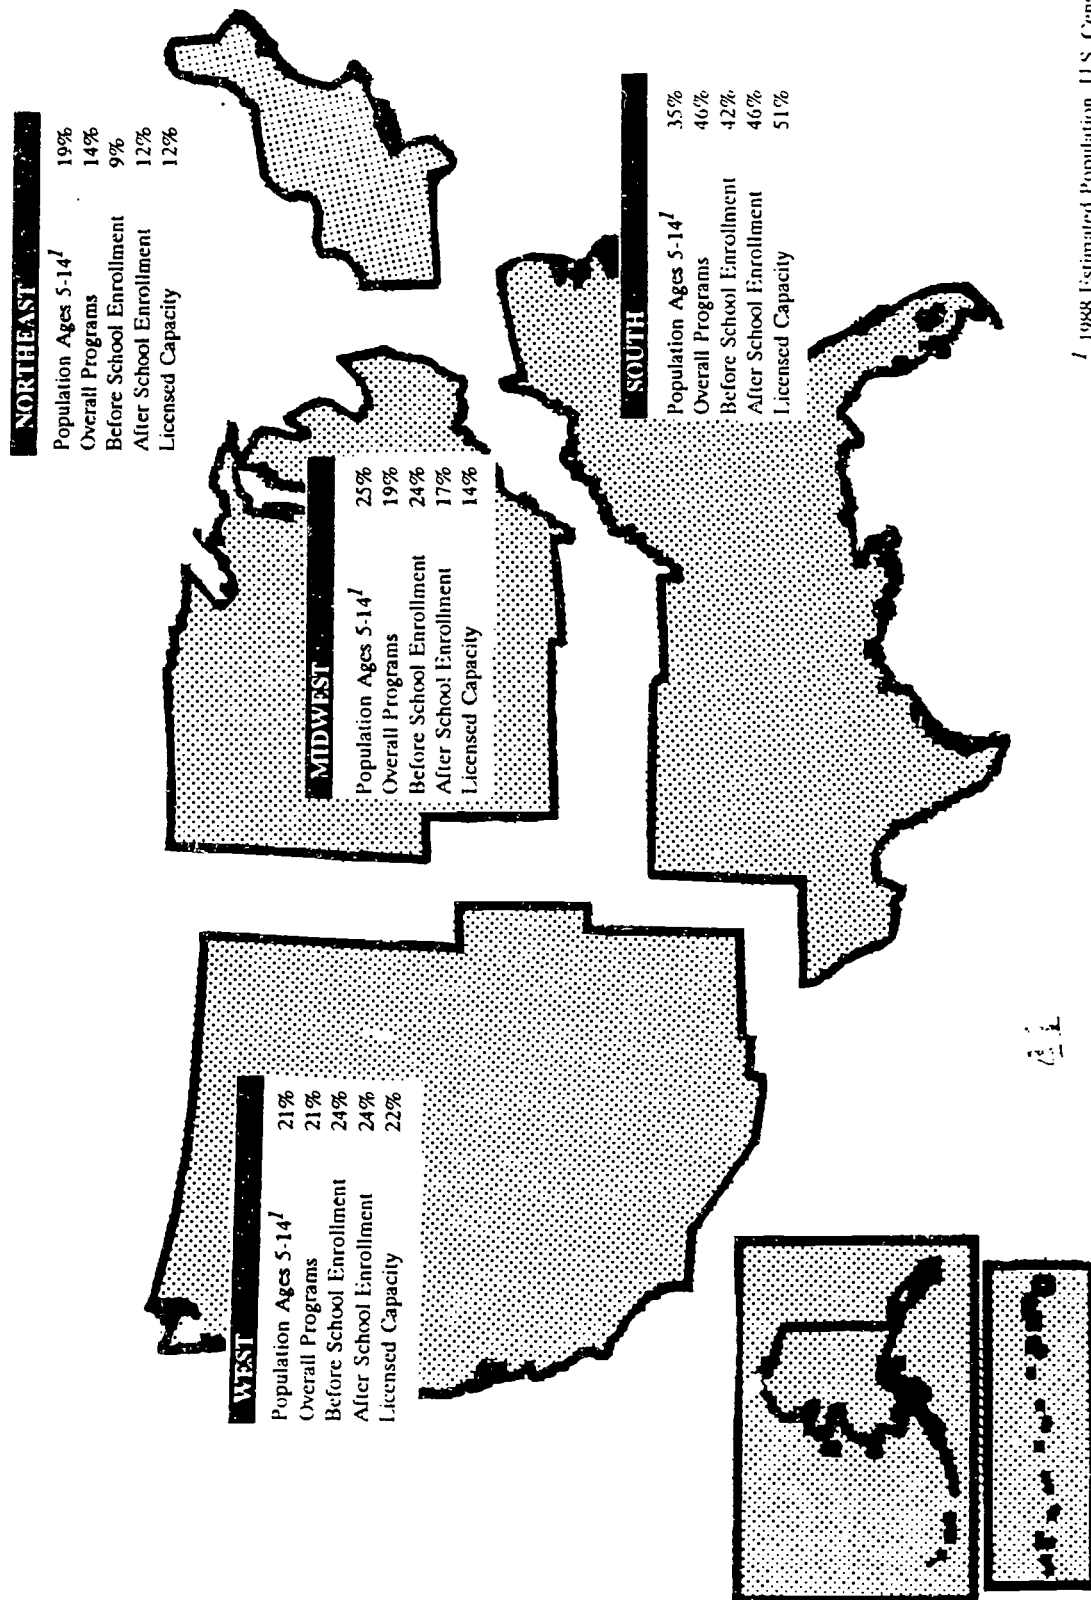 NORTHEAST
Population Ages 5-14¹ 19%
Overall Programs 14%
Before School Enrollment 9%
After School Enrollment 12%
Licensed Capacity 12%
MIDWEST
Population Ages 5-14¹ 25%
Overall Programs 19%
Before School Enrollment 24%
After School Enrollment 17%
Licensed Capacity 14%
WEST
Population Ages 5-14¹ 21%
Overall Programs 21%
Before School Enrollment 24%
After School Enrollment 24%
Licensed Capacity 22%
SOUTH
Population Ages 5-14¹ 35%
Overall Programs 46%
Before School Enrollment 42%
After School Enrollment 46%
Licensed Capacity 51%
¹ 1988 Estimated Population, U.S. Cens